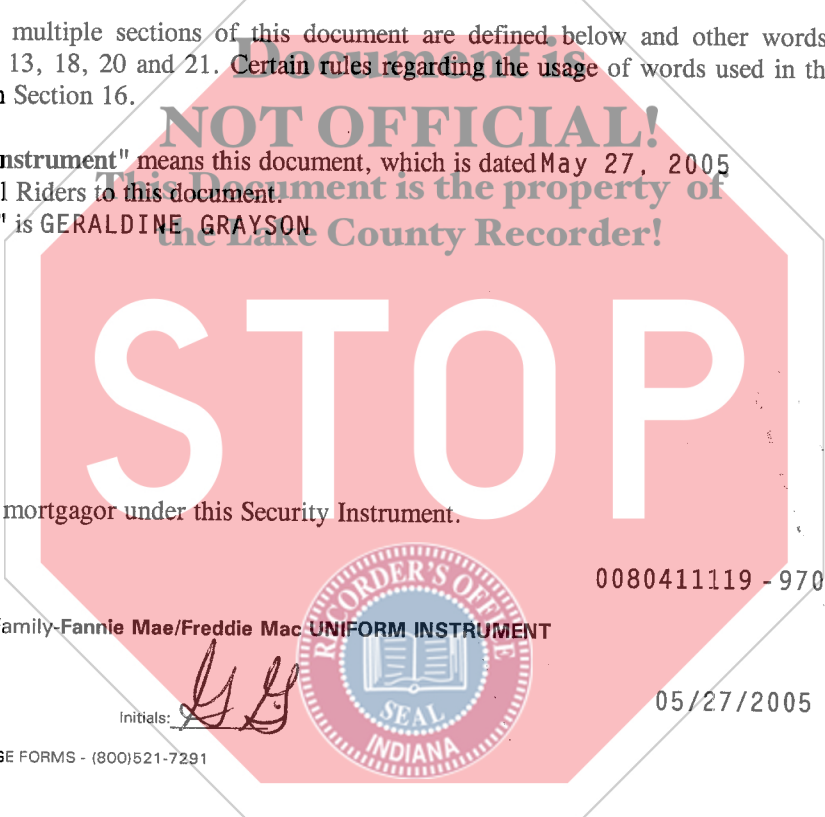 multiple sections of this document are defined below and other words
Document is
13, 18, 20 and 21. Certain rules regarding the usage of words used in th
n Section 16.
NOT OFFICIAL!
nstrument" means this document, which is dated May 27, 2005
This Document is the property of
l Riders to this document.
" is GERALDINE GRAYSON
the Lake County Recorder!
STOP
mortgagor under this Security Instrument.
0080411119 - 970
RECORDER'S OFFICE
amily-Fannie Mae/Freddie Mac UNIFORM INSTRUMENT
Initials: G G
05/27/2005
SEAL
INDIANA
GE FORMS - (800)521-7291